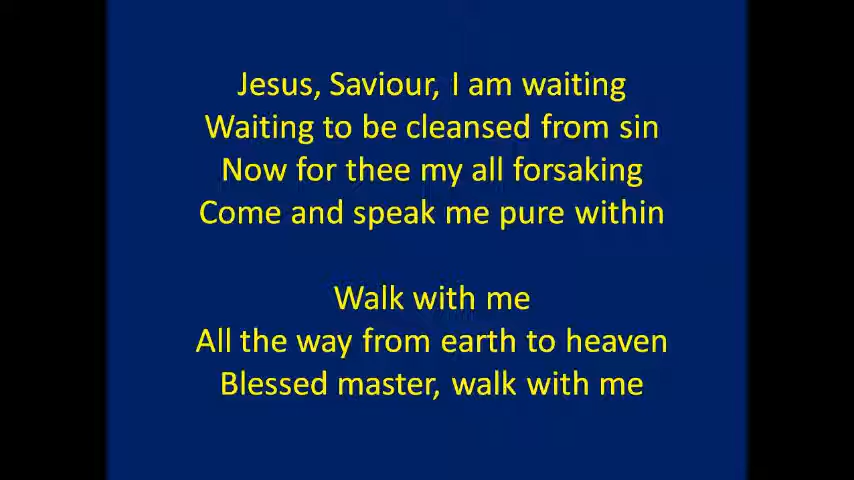 Jesus, Saviour, I am waiting
Waiting to be cleansed from sin
Now for thee my all forsaking
Come and speak me pure within
Walk with me
All the way from earth to heaven
Blessed master, walk with me